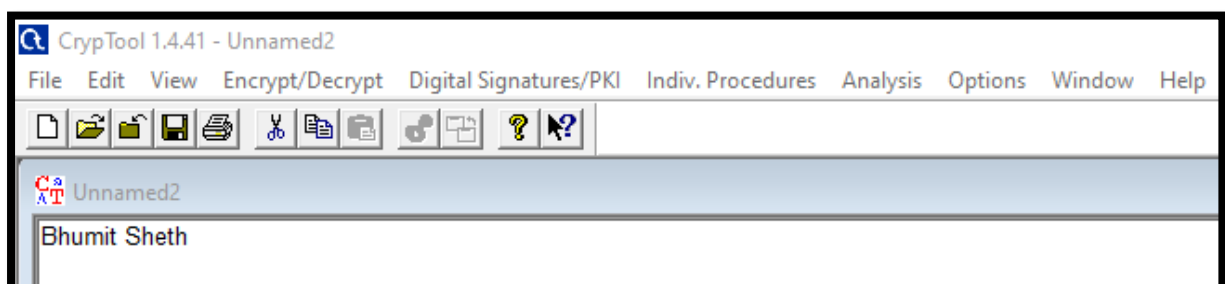 CrypTool 1.4.41 - Unnamed2
File Edit View Encrypt/Decrypt Digital Signatures/PKI Indiv. Procedures Analysis Options Window Help
Unnamed2
Bhumit Sheth